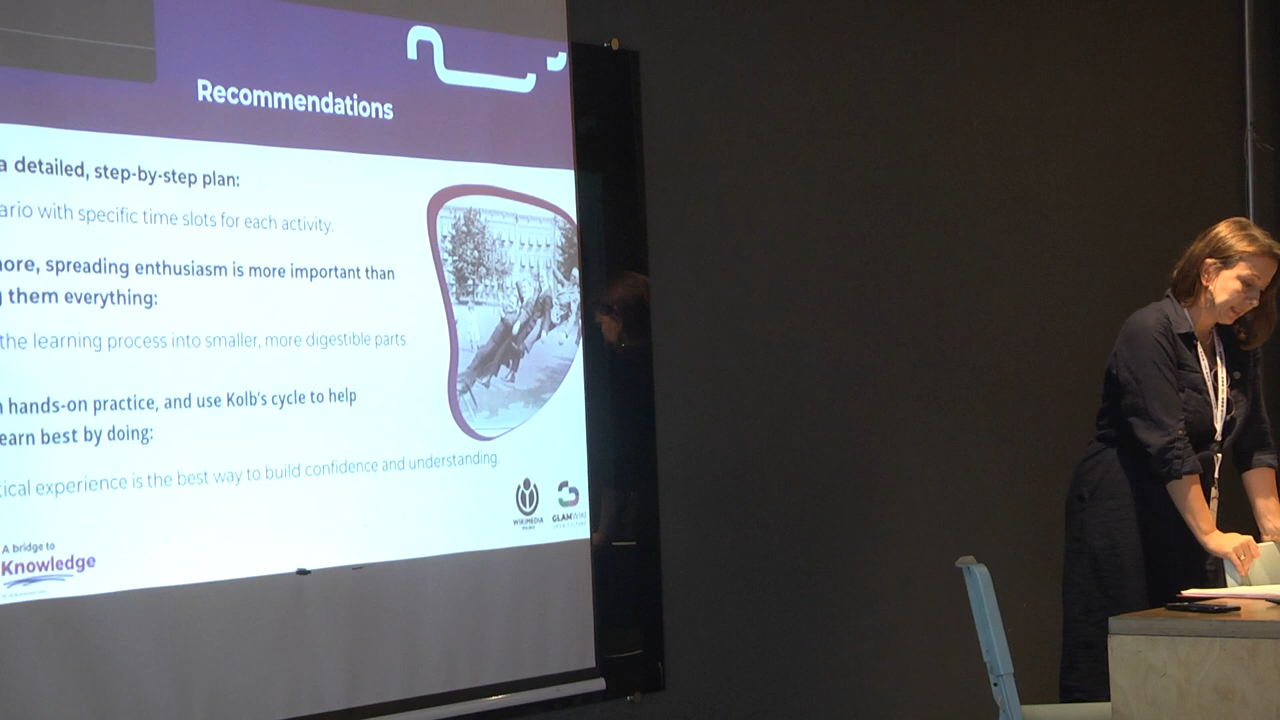 Recommendations
a detailed, step-by-step plan:
ario with specific time slots for each activity.
ore, spreading enthusiasm is more important than
g them everything:
the learning process into smaller, more digestible parts.
n hands-on practice, and use Kolb's cycle to help
earn best by doing:
tical experience is the best way to build confidence and understanding.
WIKIMEDIA
GLAMWIKI
A bridge to
Knowledge